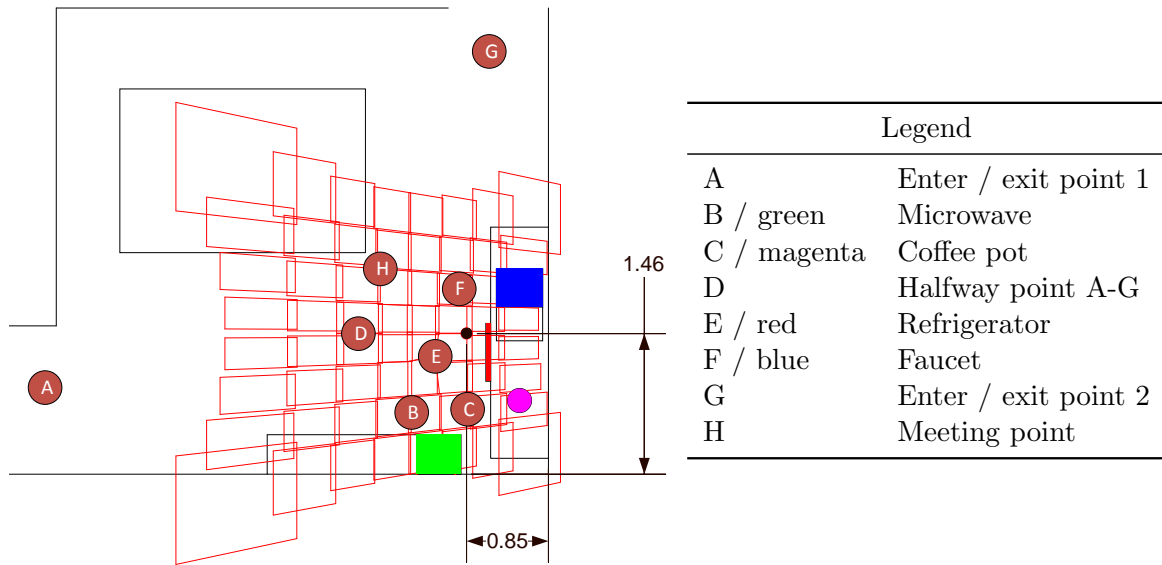 G
1.46
H
F
D
E
A
B
C
0.85
Legend
A Enter / exit point 1
B / green Microwave
C / magenta Coffee pot
D Halfway point A-G
E / red Refrigerator
F / blue Faucet
G Enter / exit point 2
H Meeting point